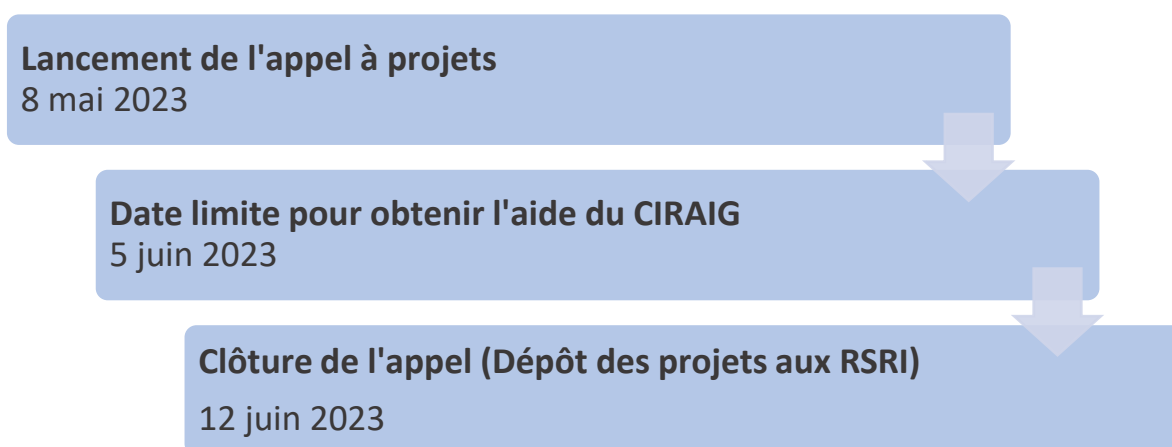 Lancement de l'appel à projets
8 mai 2023
Date limite pour obtenir l'aide du CIRAIG
5 juin 2023
Clôture de l'appel (Dépôt des projets aux RSRI)
12 juin 2023